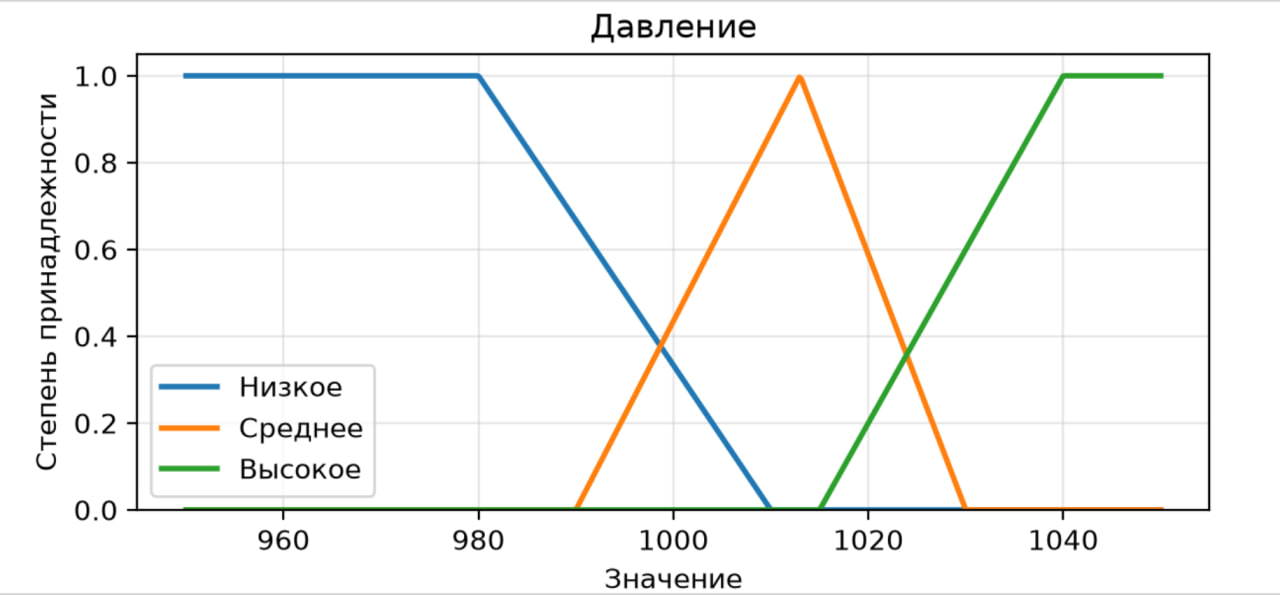 Давление
Степень принадлежности
1.0
0.8
0.6
0.4
0.2
0.0
Низкое
Среднее
Высокое
960 980 1000 1020 1040
Значение